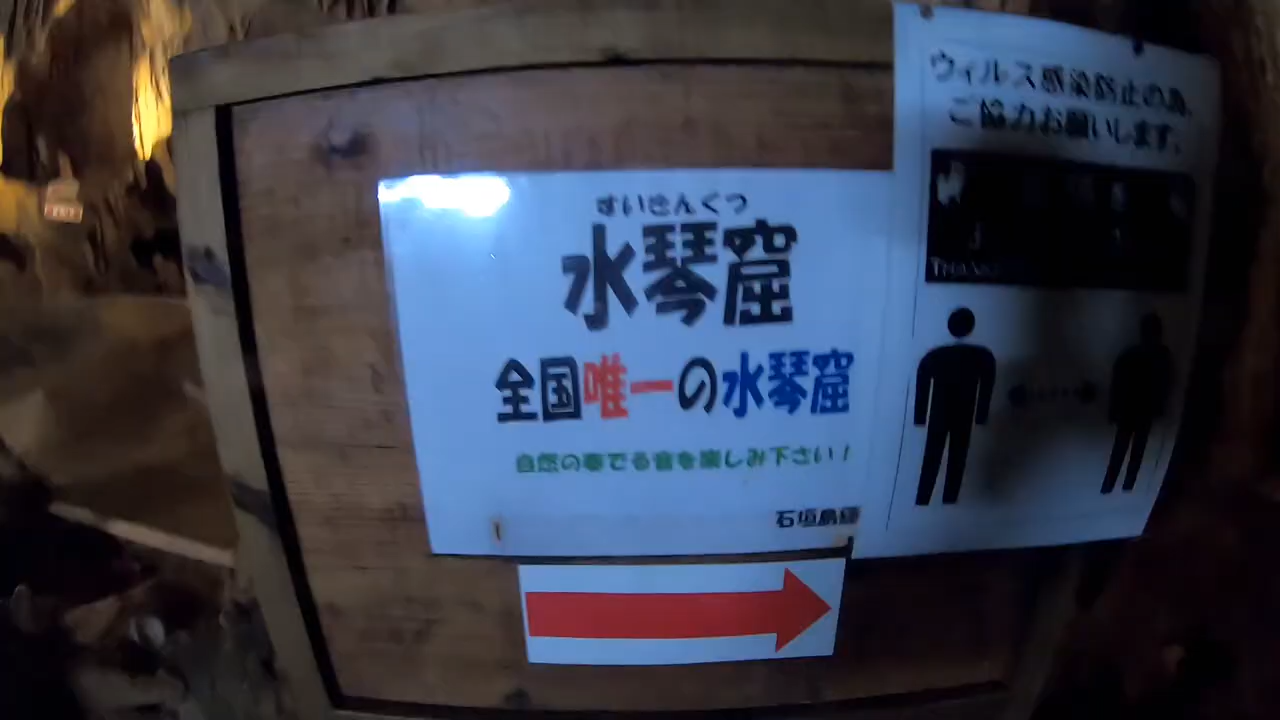 すいきんくつ
水琴窟
全国唯一の水琴窟
自然の奏でる音を楽しみ下さい！
石垣島
ウィルス感染防止の為、
ご協力お願いします。